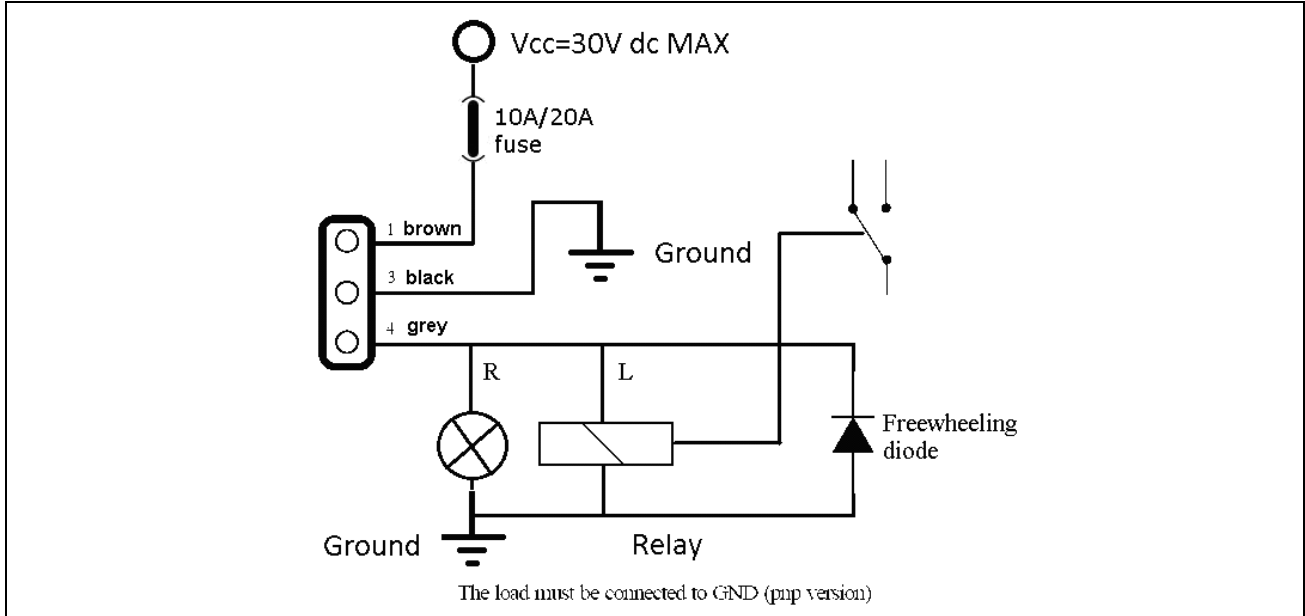 Vcc=30V dc MAX
10A/20A
fuse
1 brown
3 black
Ground
4 grey
R
L
Freewheeling
diode
Ground
Relay
The load must be connected to GND (pnp version)